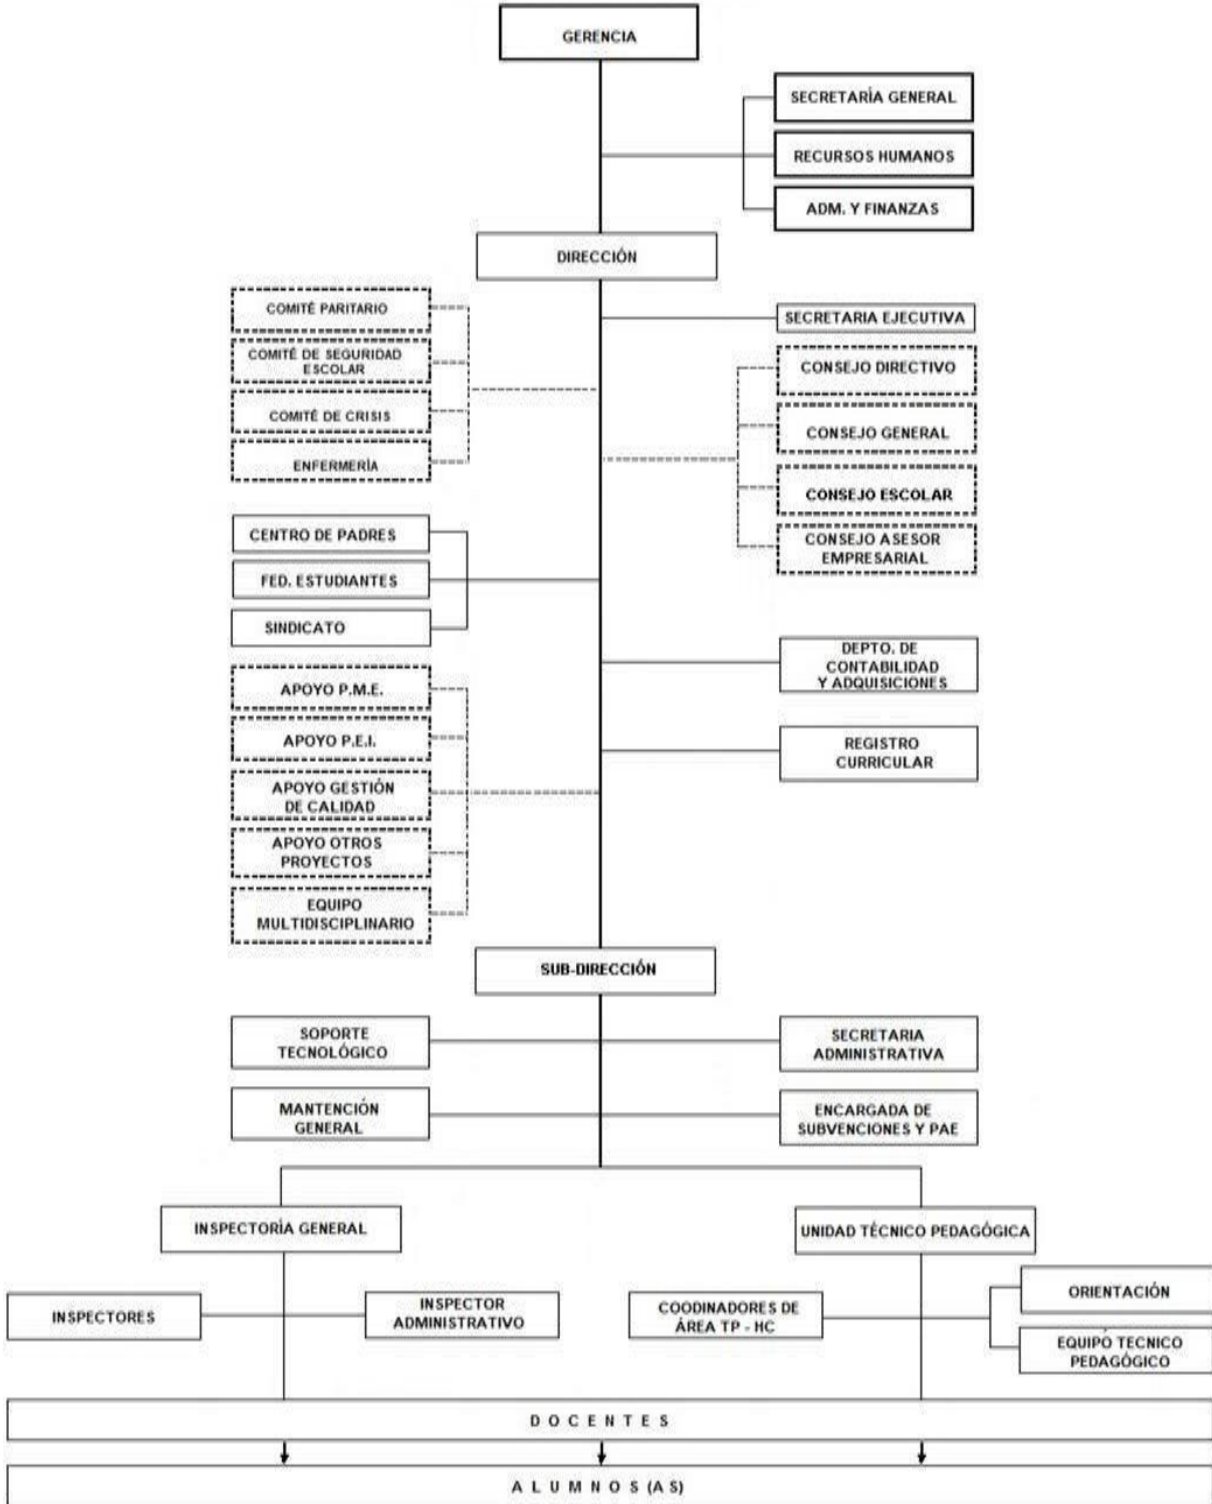 GERENCIA
SECRETARÍA GENERAL
RECURSOS HUMANOS
ADM. Y FINANZAS
DIRECCIÓN
COMITÉ PARITARIO
COMITÉ DE SEGURIDAD
ESCOLAR
COMITÉ DE CRISIS
ENFERMERÍA
SECRETARIA EJECUTIVA
CONSEJO DIRECTIVO
CONSEJO GENERAL
CONSEJO ESCOLAR
CONSEJO ASESOR
EMPRESARIAL
CENTRO DE PADRES
FED. ESTUDIANTES
SINDICATO
DEPTO. DE
CONTABILIDAD
Y ADQUISICIONES
REGISTRO
CURRICULAR
APOYO P.M.E.
APOYO P.E.I.
APOYO GESTIÓN
DE CALIDAD
APOYO OTROS
PROYECTOS
EQUIPO
MULTIDISCIPLINARIO
SUB-DIRECCIÓN
SOPORTE
TECNOLÓGICO
SECRETARIA
ADMINISTRATIVA
MANTENCIÓN
GENERAL
ENCARGADA DE
SUBVENCIONES Y PAE
INSPECTORÍA GENERAL
UNIDAD TÉCNICO PEDAGÓGICA
INSPECTORES
INSPECTOR
ADMINISTRATIVO
COODINADORES DE
ÁREA TP - HC
ORIENTACIÓN
EQUIPÓ TECNICO
PEDAGÓGICO
D O C E N T E S
A L U M N O S (AS)